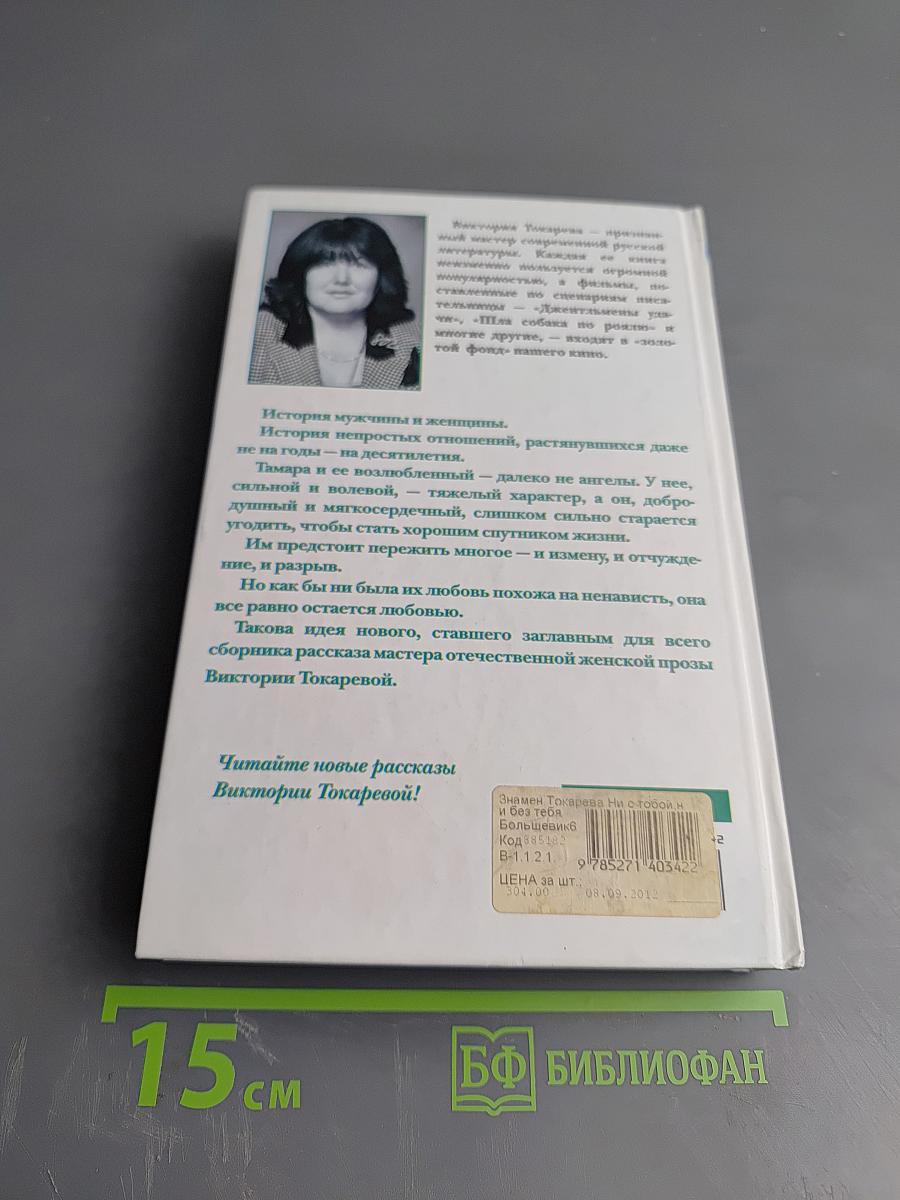 Виктория Токарева — признан-
ный мастер современной русской
литературы. Каждая ее книга
неизменно пользуется огромной
популярностью, а фильмы, по-
ставленные по сценариям писа-
тельницы — «Джентльмены уда-
чи», «Шла собака по роялю» и
многие другие, — входят в «золо-
той фонд» нашего кино.
История мужчины и женщины.
История непростых отношений, растянувшихся даже
не на годы — на десятилетия.
Тамара и ее возлюбленный — далеко не ангелы. У нее,
сильной и волевой, — тяжелый характер, а он, добро-
душный и мягкосердечный, слишком сильно старается
угодить, чтобы стать хорошим спутником жизни.
Им предстоит пережить многое — и измену, и отчужде-
ние, и разрыв.
Но как бы ни была их любовь похожа на ненависть, она
все равно остается любовью.
Такова идея нового, ставшего заглавным для всего
сборника рассказа мастера отечественной женской прозы
Виктории Токаревой.
Читайте новые рассказы
Виктории Токаревой!
Знамен Токарева Ни с тобой,н
и без тебя
Большевик6
Код 885182
В-1.1 2.1.
9 785271 403422
ЦЕНА за шт.:
304.00 08.09.2012
15 см
БФ БИБЛИОФАН